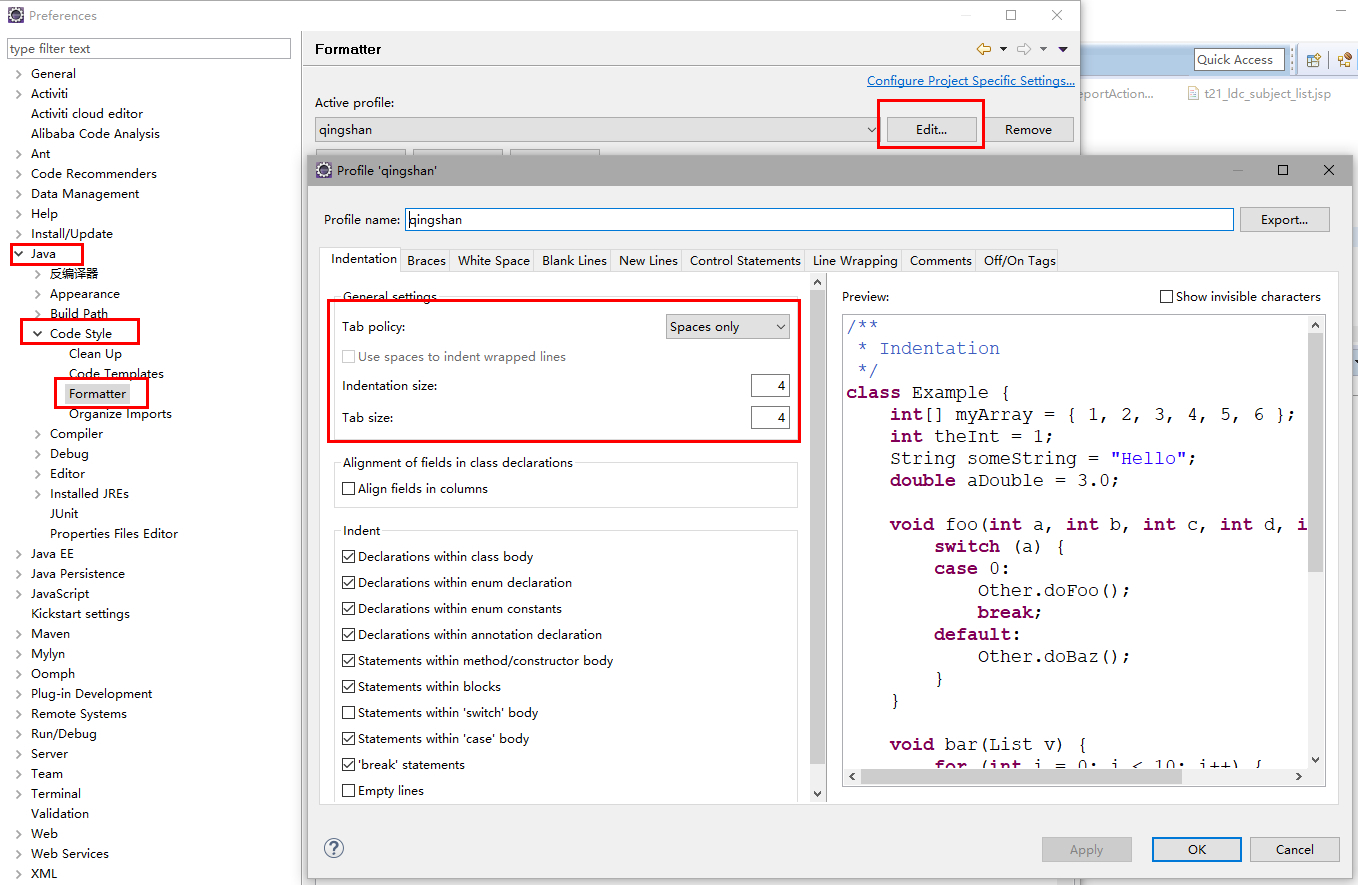 Preferences
type filter text
General
Activiti
Activiti cloud editor
Alibaba Code Analysis
Ant
Code Recommenders
Data Management
Help
Install/Update
Java
反编译器
Appearance
Build Path
Code Style
Clean Up
Code Templates
Formatter
Organize Imports
Compiler
Debug
Editor
Installed JREs
JUnit
Properties Files Editor
Java EE
Java Persistence
JavaScript
Kickstart settings
Maven
Mylyn
Oomph
Plug-in Development
Remote Systems
Run/Debug
Server
Team
Terminal
Validation
Web
Web Services
XML
Formatter
Configure Project Specific Settings...
Active profile:
qingshan
Edit...
Remove
Quick Access
eportAction...
t21_ldc_subject_list.jsp
Profile 'qingshan'
Profile name:
qingshan
Export...
Indentation
Braces
White Space
Blank Lines
New Lines
Control Statements
Line Wrapping
Comments
Off/On Tags
General settings
Tab policy:
Spaces only
Use spaces to indent wrapped lines
Indentation size:
4
Tab size:
4
Alignment of fields in class declarations
Align fields in columns
Indent
Declarations within class body
Declarations within enum declaration
Declarations within enum constants
Declarations within annotation declaration
Statements within method/constructor body
Statements within blocks
Statements within 'switch' body
Statements within 'case' body
'break' statements
Empty lines
Preview:
Show invisible characters
/**
 * Indentation
 */
class Example {
    int[] myArray = { 1, 2, 3, 4, 5, 6 };
    int theInt = 1;
    String someString = "Hello";
    double aDouble = 3.0;
    void foo(int a, int b, int c, int d, i
        switch (a) {
        case 0:
            Other.doFoo();
            break;
        default:
            Other.doBaz();
        }
    }
    void bar(List v) {
        for (int i = 0; i < 10; i++) {
?
Apply
OK
Cancel